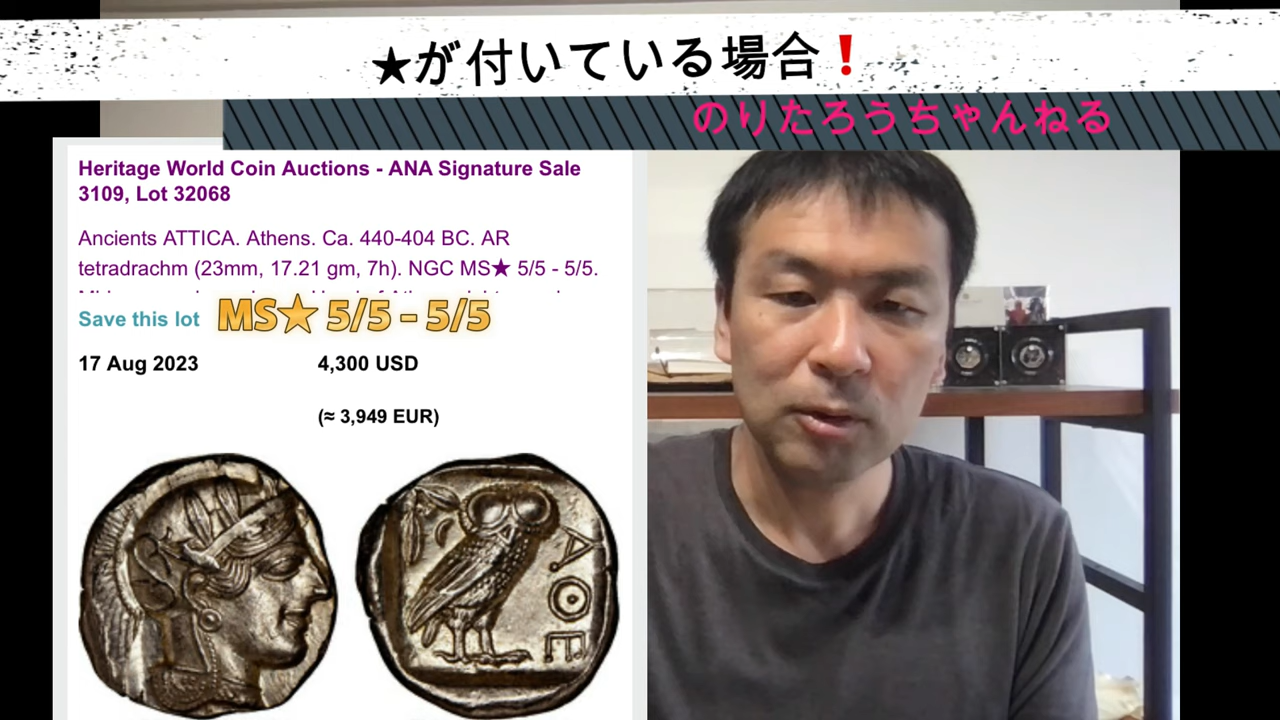 ★が付いている場合❗
のりたろうちゃんねる
Heritage World Coin Auctions - ANA Signature Sale
3109, Lot 32068
Ancients ATTICA. Athens. Ca. 440-404 BC. AR
tetradrachm (23mm, 17.21 gm, 7h). NGC MS★ 5/5 - 5/5.
Save this lot
MS★ 5/5 - 5/5
17 Aug 2023
4,300 USD
(≈ 3,949 EUR)
ΑΘΕ